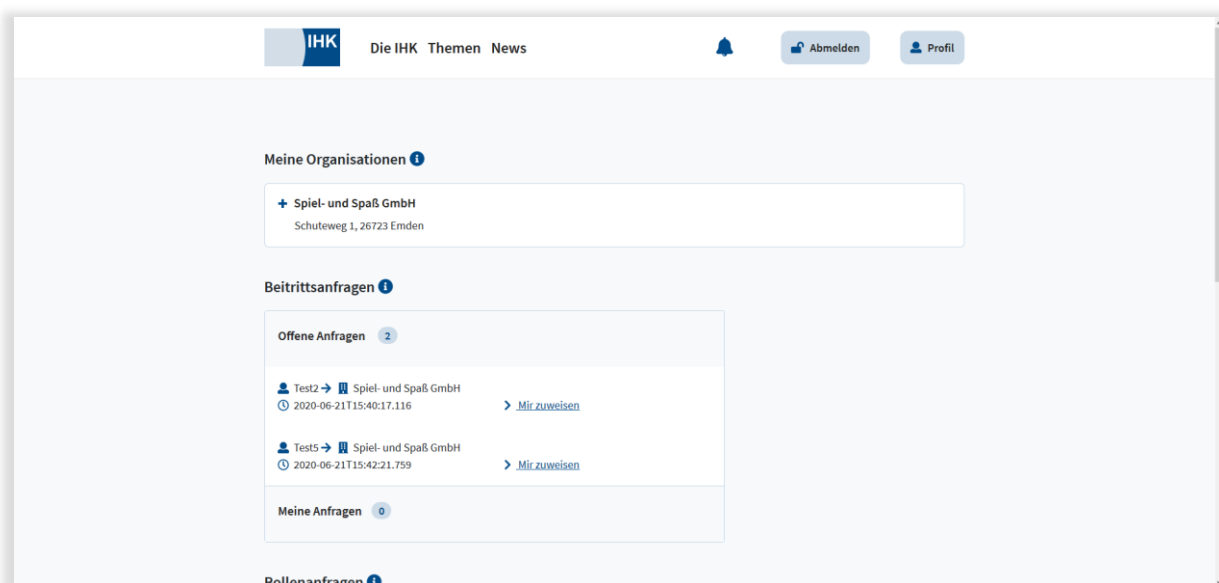 IHK
Die IHK Themen News
Abmelden
Profil
Meine Organisationen
Spiel- und Spaß GmbH
Schuteweg 1, 26723 Emden
Beitrittsanfragen
Offene Anfragen 2
Test2 → Spiel- und Spaß GmbH
2020-06-21T15:40:17.116 Mir zuweisen
Test5 → Spiel- und Spaß GmbH
2020-06-21T15:42:21.759 Mir zuweisen
Meine Anfragen 0
Rollenanfragen